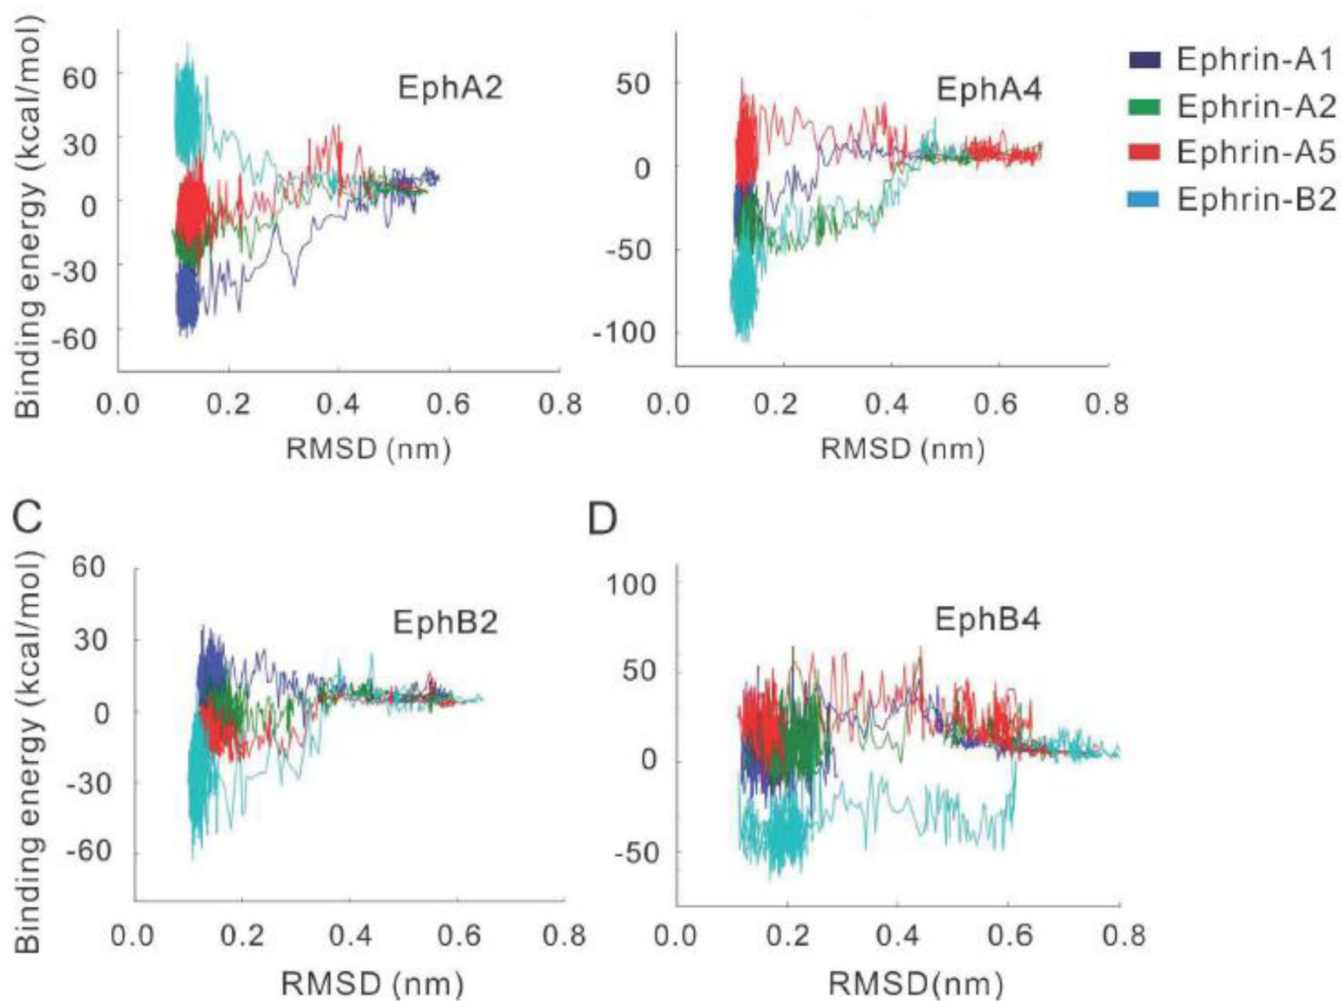 EphA2
Binding energy (kcal/mol)
60
30
0
-30
-60
0.0 0.2 0.4 0.6 0.8
RMSD (nm)
EphA4
50
0
-50
-100
0.0 0.2 0.4 0.6 0.8
RMSD (nm)
Ephrin-A1
Ephrin-A2
Ephrin-A5
Ephrin-B2
C
EphB2
Binding energy (kcal/mol)
60
30
0
-30
-60
0.0 0.2 0.4 0.6 0.8
RMSD (nm)
D
EphB4
100
50
0
-50
0.0 0.2 0.4 0.6 0.8
RMSD(nm)